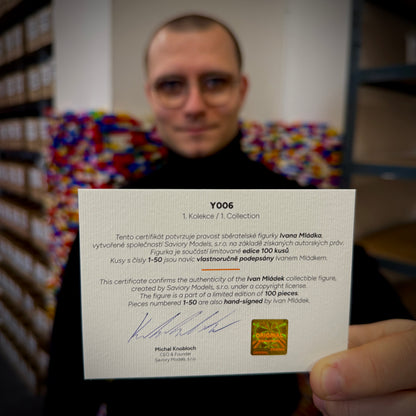 Y006
1. Kolekce / 1. Collection
Tento certifikát potvrzuje pravost sběratelské figurky Ivana Mládka,
vytvořené společností Saviory Models, s.r.o. na základě získaných autorských práv.
Figurka je součástí limitované edice 100 kusů.
Kusy s čísly 1-50 jsou navíc vlastnoručně podepsány Ivanem Mládkem.
This certificate confirms the authenticity of the Ivan Mládek collectible figure,
created by Saviory Models, s.r.o. under a copyright license.
The figure is a part of a limited edition of 100 pieces.
Pieces numbered 1-50 are also hand-signed by Ivan Mládek.
Michal Knobloch
CEO & Founder
Saviory Models, s.r.o.